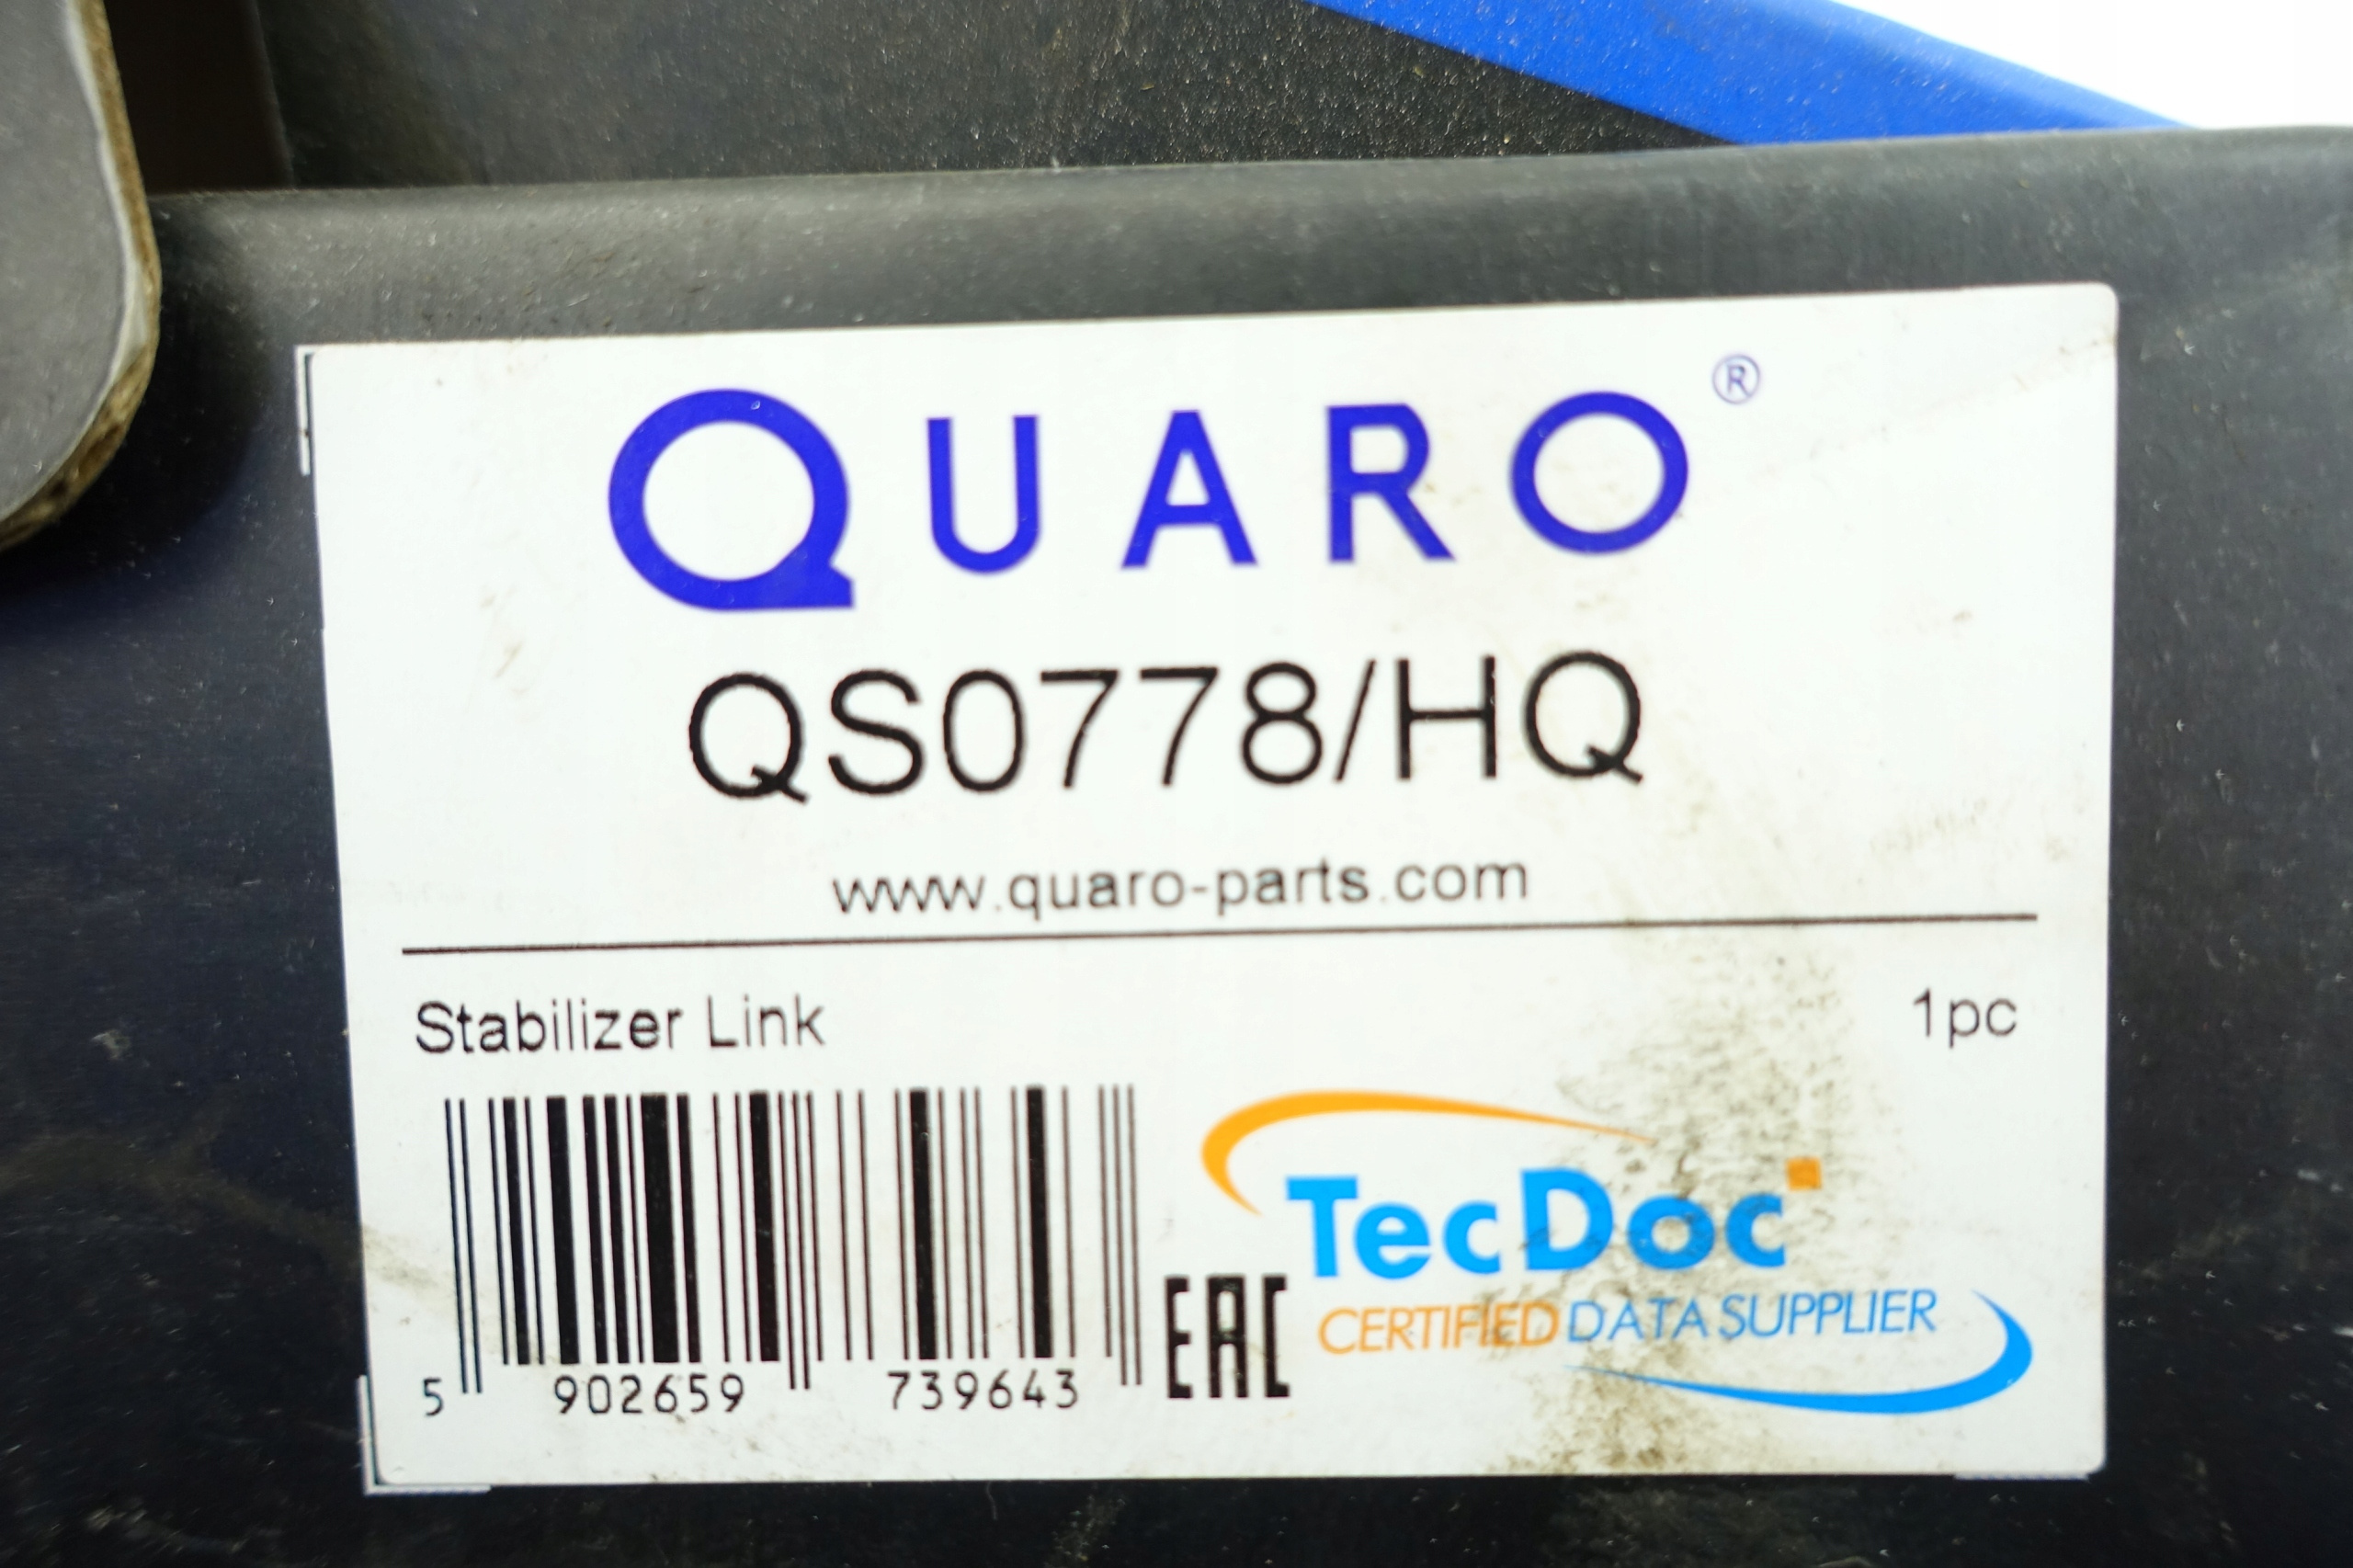 QUARO®
QS0778/HQ
www.quaro-parts.com
Stabilizer Link 1pc
TecDoc
CERTIFIED DATA SUPPLIER
EAC
5 902659 739643